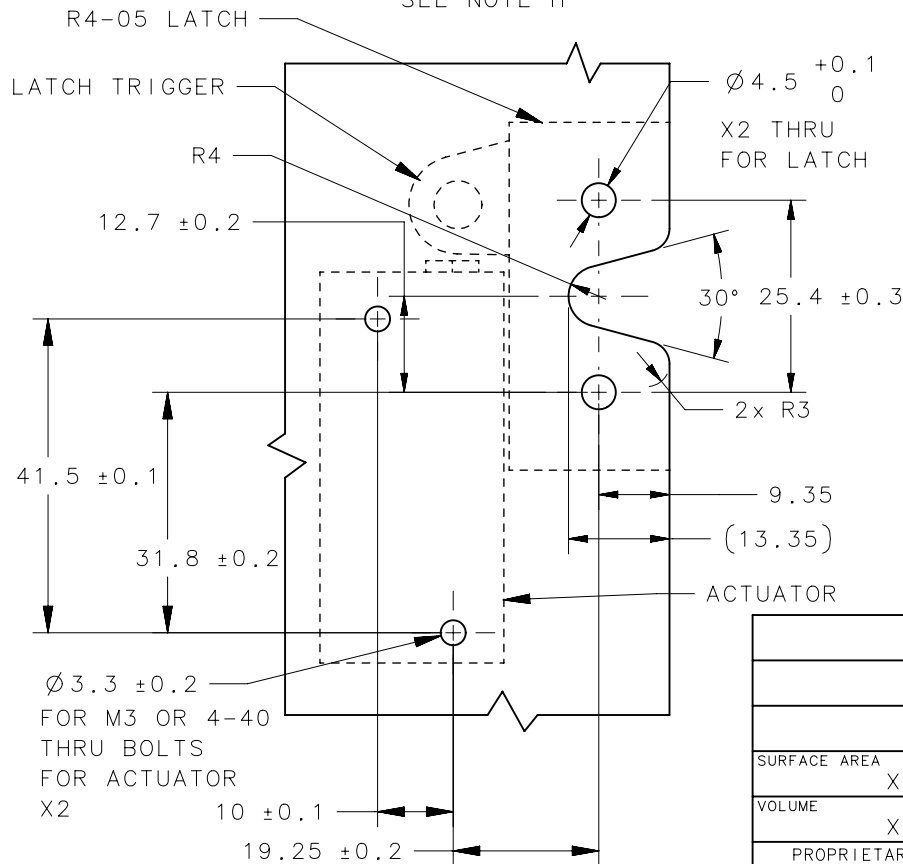 R4-05 LATCH
LATCH TRIGGER
R4
12.7 ±0.2
Ø4.5 +0.1
0
X2 THRU
FOR LATCH
30° 25.4 ±0.3
2x R3
41.5 ±0.1
31.8 ±0.2
9.35
(13.35)
ACTUATOR
Ø3.3 ±0.2
FOR M3 OR 4-40
THRU BOLTS
FOR ACTUATOR
X2
10 ±0.1
19.25 ±0.2
SURFACE AREA
X
VOLUME
X
PROPRIETAR